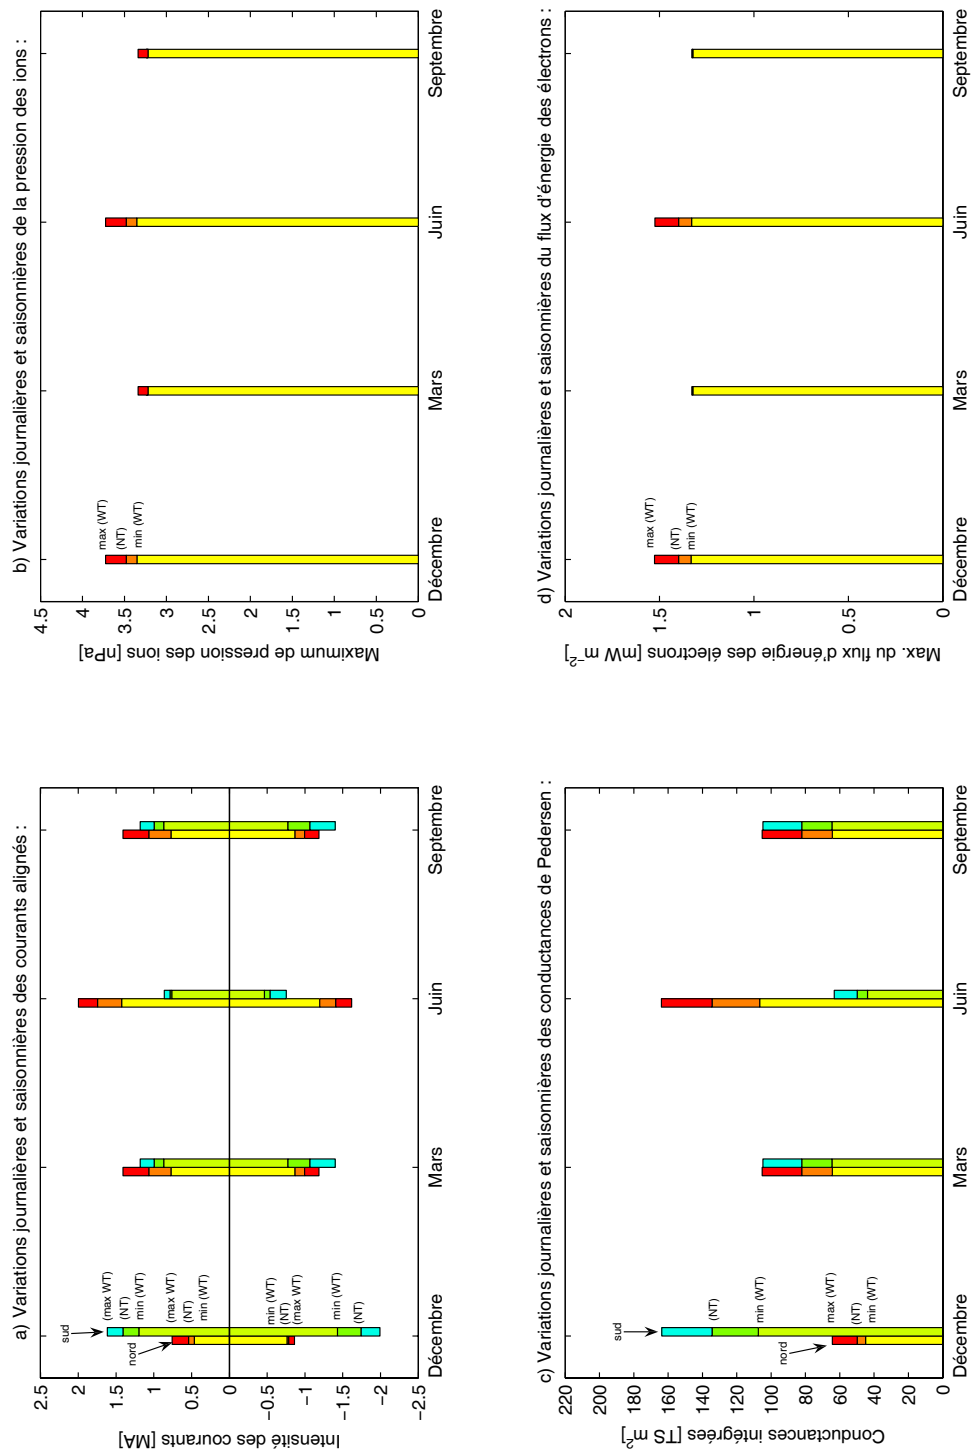 a) Variations journalières et saisonnières des courants alignés :
Intensité des courants [MA]
2.5
2
1.5
1
0.5
0
−0.5
−1
−1.5
−2
−2.5
sud
nord
(max WT)
(NT)
min (WT)
(max WT)
(NT)
min (WT)
min (WT)
(NT)
(max WT)
min (WT)
(NT)
Décembre
Mars
Juin
Septembre
b) Variations journalières et saisonnières de la pression des ions :
Maximum de pression des ions [nPa]
4.5
4
3.5
3
2.5
2
1.5
1
0.5
0
max (WT)
(NT)
min (WT)
Décembre
Mars
Juin
Septembre
c) Variations journalières et saisonnières des conductances de Pedersen :
Conductances intégrées [TS m²]
220
200
180
160
140
120
100
80
60
40
20
0
sud
nord
(NT)
min (WT)
max (WT)
(NT)
min (WT)
Décembre
Mars
Juin
Septembre
d) Variations journalières et saisonnières du flux d'énergie des électrons :
Max. du flux d'énergie des électrons [mW m⁻²]
2
1.5
1
0.5
0
max (WT)
(NT)
min (WT)
Décembre
Mars
Juin
Septembre